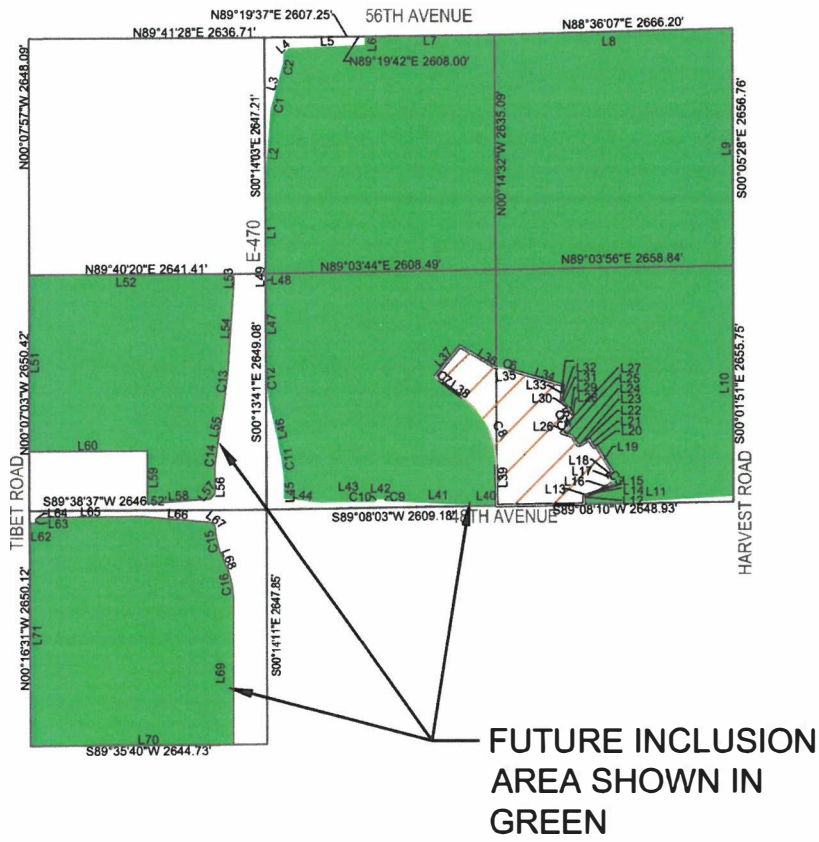 N89°19'37"E 2607.25'
56TH AVENUE
N88°36'07"E 2666.20'
N89°41'28"E 2636.71'
L4
L5
L6
L7
L8
N89°19'42"E 2608.00'
C2
L3
C1
L2
N00°07'57"W 2648.09'
S00°14'03"E 2647.21'
N00°14'32"W 2635.09'
L9
S00°05'28"E 2656.76'
L1
E-470
N89°40'20"E 2641.41'
N89°03'44"E 2608.49'
N89°03'56"E 2658.84'
L52
L53
L49
L48
L54
L47
L51
N00°07'03"W 2650.42'
C13
S00°13'41"E 2649.08'
C12
L37
L36
C6
L35
L34
L33
L32
L31
L30
L29
L27
L25
L24
L23
L22
L21
L20
L19
L26
C7
L38
C8
L39
L10
S00°01'51"E 2655.75'
L55
L46
L60
C14
C11
L59
L58
L57
L56
L45
L44
L43
L42
C10
C9
L41
L40
L18
L17
L16
L13
L15
L14
L11
L12
S89°38'37"W 2646.52'
S89°08'03"W 2609.18'
48TH AVENUE
S89°08'10"W 2648.93'
TIBET ROAD
HARVEST ROAD
L64
L65
L66
L67
L63
L62
C15
L68
C16
N00°16'31"W 2650.12'
L71
S00°14'11"E 2647.85'
L69
L70
S89°35'40"W 2644.73'
FUTURE INCLUSION
AREA SHOWN IN
GREEN